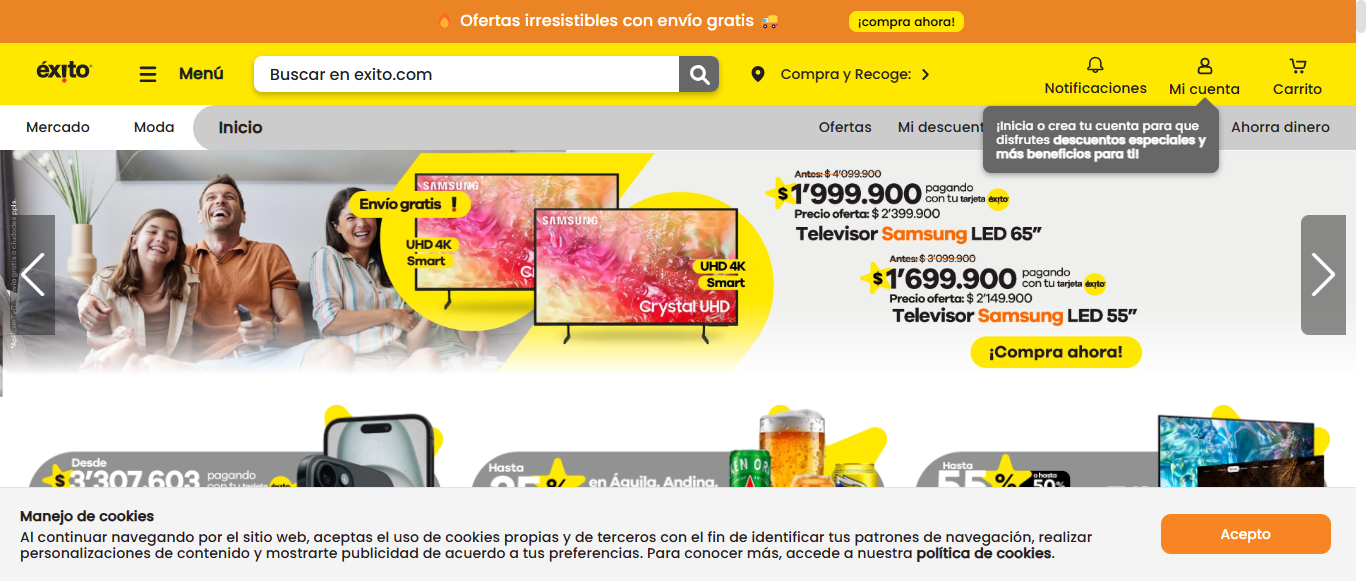 Ofertas irresistibles con envío gratis
¡compra ahora!
éxito
Menú
Buscar en exito.com
Compra y Recoge:
Notificaciones
Mi cuenta
Carrito
Mercado
Moda
Inicio
Ofertas
Mi descuent
Ahorra dinero
¡Inicia o crea tu cuenta para que
disfrutes descuentos especiales y
más beneficios para ti!
Envío gratis !
SAMSUNG
UHD 4K
Smart
SAMSUNG
UHD 4K
Smart
Crystal UHD
Antes: $ 4'099.900
$ 1'999.900 pagando
con tu tarjeta éxito
Precio oferta: $ 2'399.900
Televisor Samsung LED 65”
Antes: $ 3'099.900
$ 1'699.900 pagando
con tu tarjeta éxito
Precio oferta: $ 2'149.900
Televisor Samsung LED 55”
¡Compra ahora!
Desde
$ 3'307.603 pagando
con tu tarjeta éxito
Hasta
% en Águila, Andina,
Hasta
55% o hasta
50%
Manejo de cookies
Al continuar navegando por el sitio web, aceptas el uso de cookies propias y de terceros con el fin de identificar tus patrones de navegación, realizar
personalizaciones de contenido y mostrarte publicidad de acuerdo a tus preferencias. Para conocer más, accede a nuestra política de cookies.
Acepto